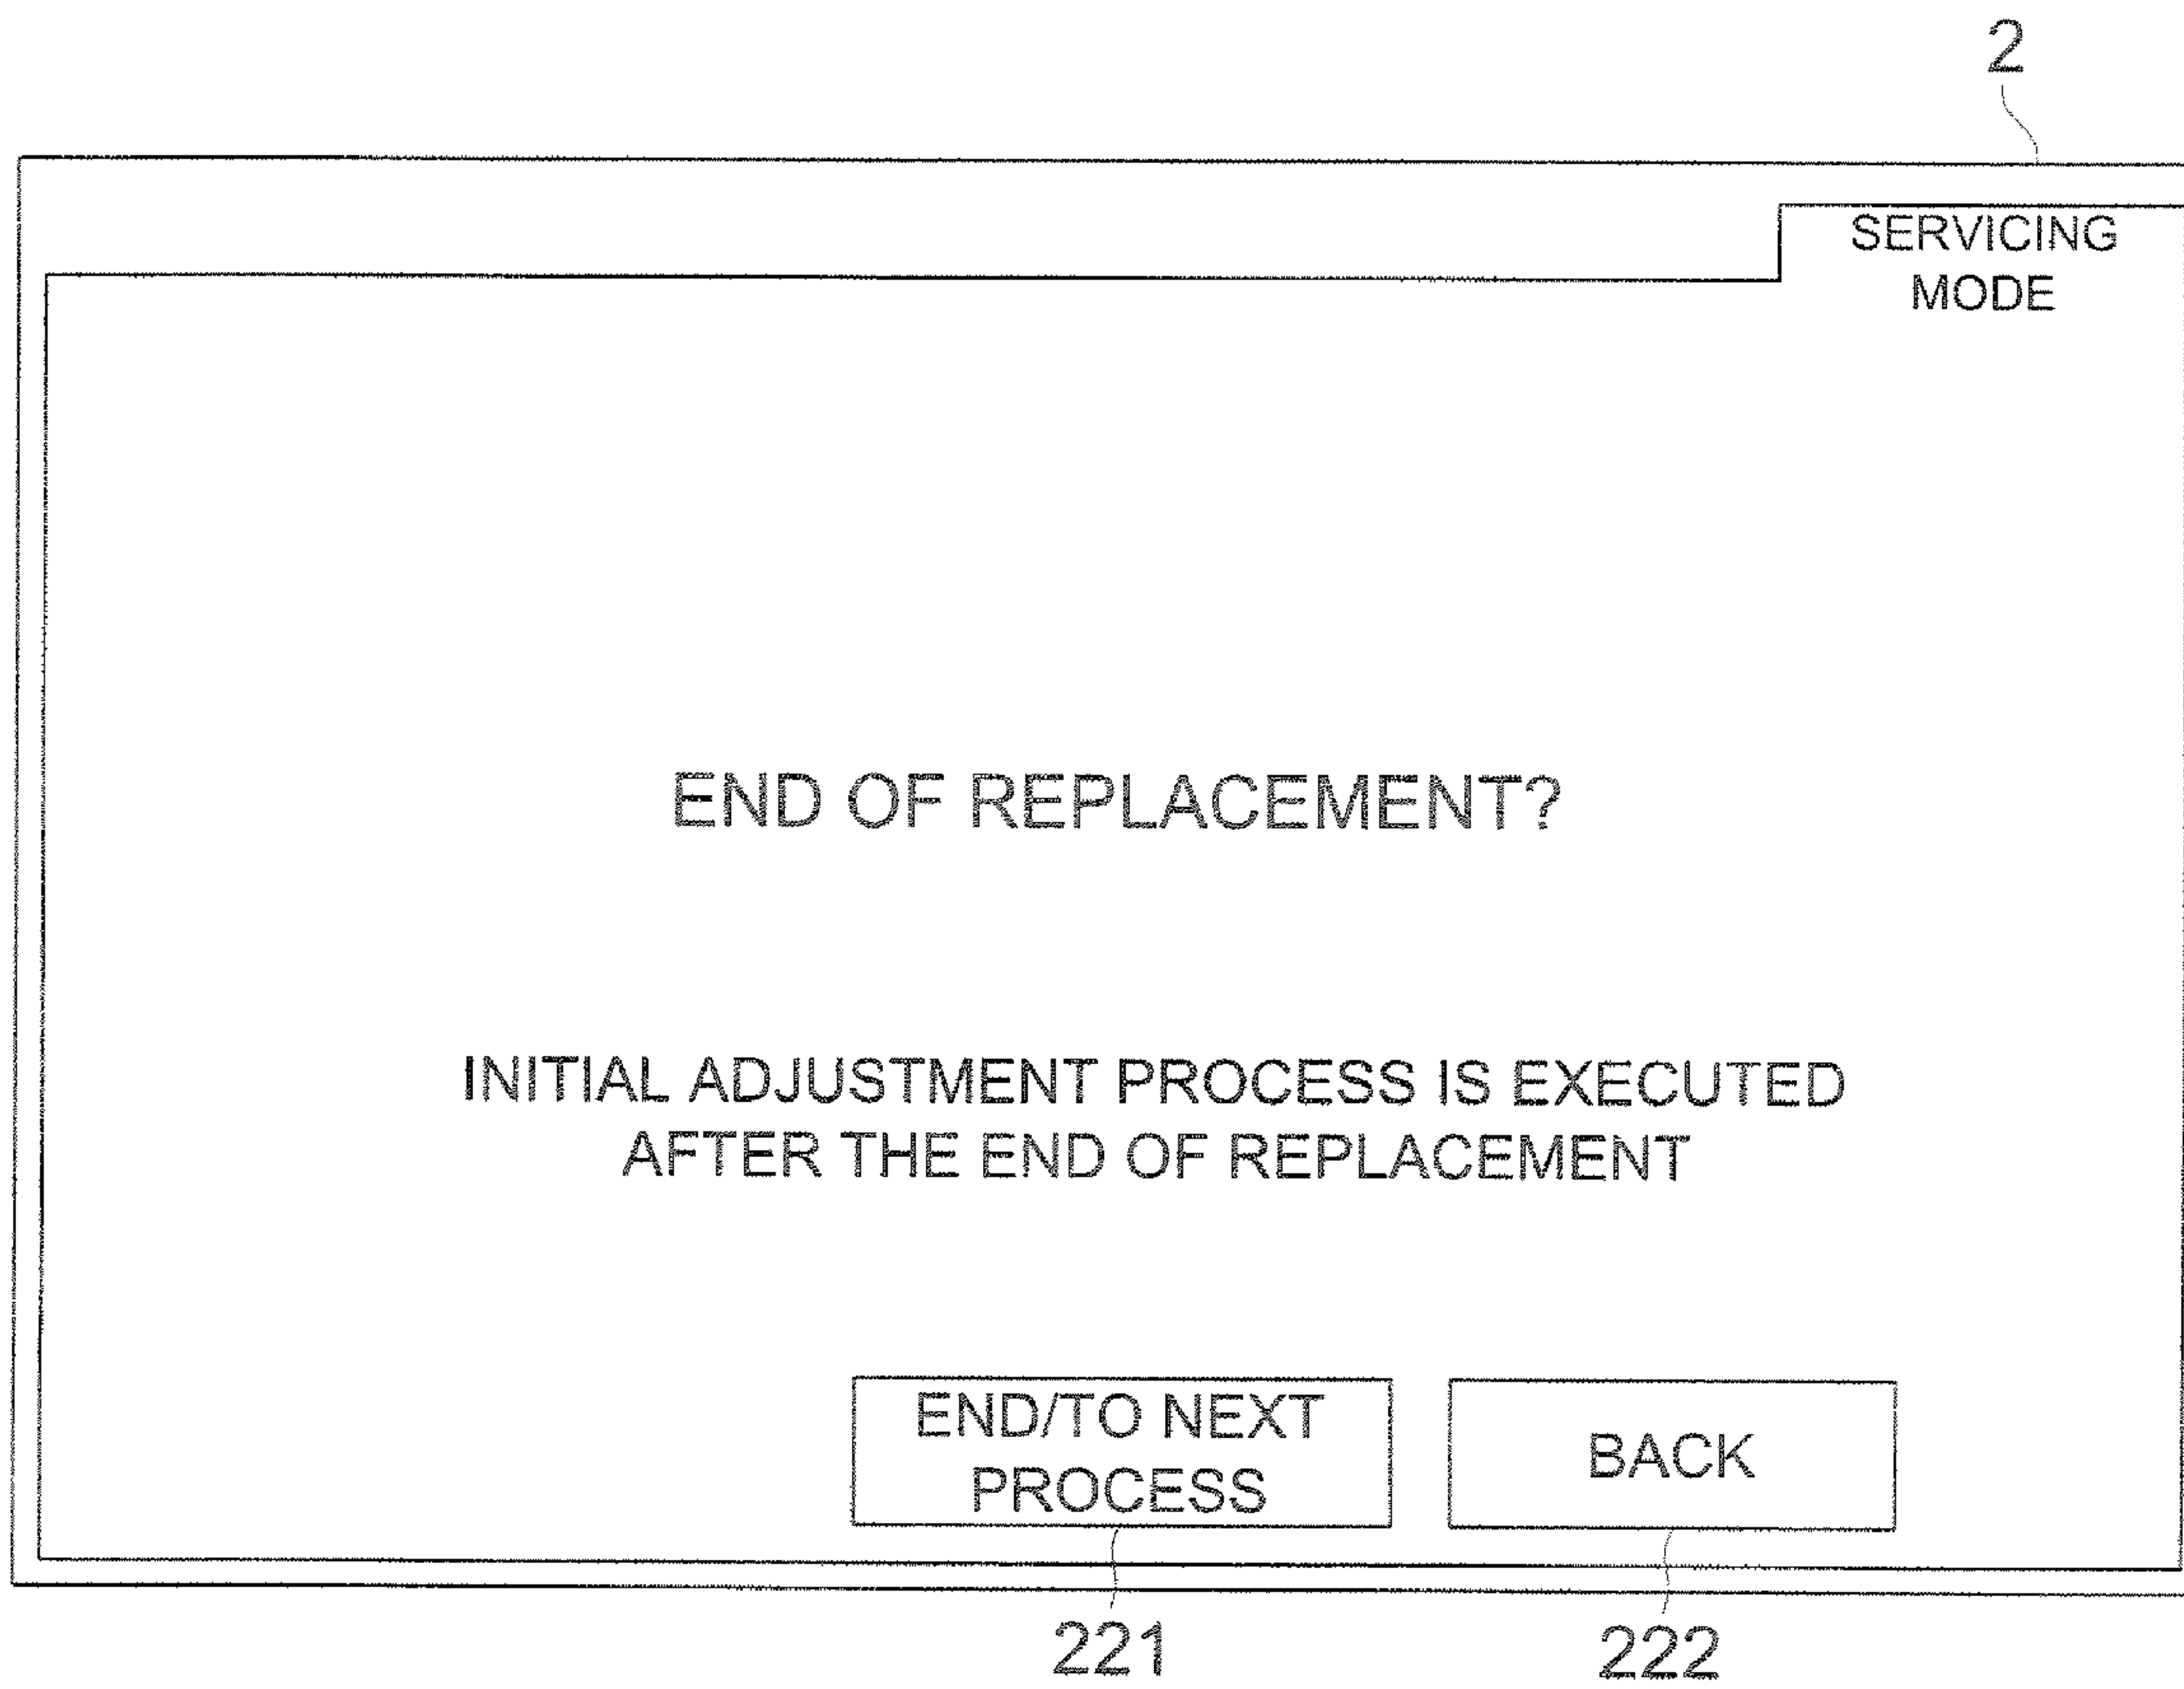 2
SERVICING
MODE
END OF REPLACEMENT?
INITIAL ADJUSTMENT PROCESS IS EXECUTED
AFTER THE END OF REPLACEMENT
END/TO NEXT
PROCESS
BACK
221
222